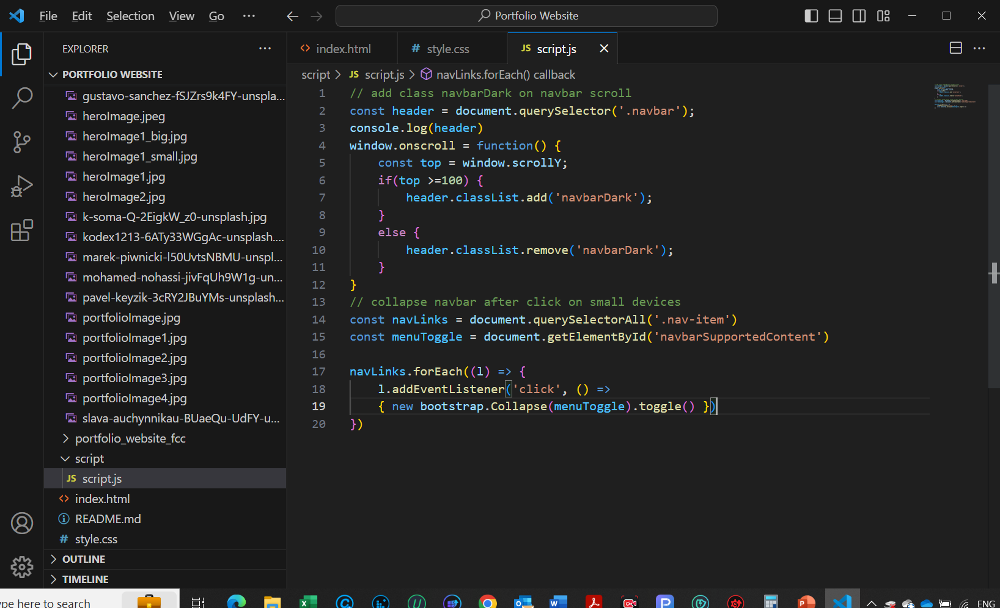 File Edit Selection View Go ··· Portfolio Website
EXPLORER ···
PORTFOLIO WEBSITE
gustavo-sanchez-fSJZrs9k4FY-unspla...
heroImage.jpeg
heroImage1_big.jpg
heroImage1_small.jpg
heroImage1.jpg
heroImage2.jpg
k-soma-Q-2EigkW_z0-unsplash.jpg
kodex1213-6ATy33WGgAc-unsplash....
marek-piwnicki-I50UvtsNBMU-unspl...
mohamed-nohassi-jivFqUh9W1g-un...
pavel-keyzik-3cRY2JBuYMs-unsplash...
portfolioImage.jpg
portfolioImage1.jpg
portfolioImage2.jpg
portfolioImage3.jpg
portfolioImage4.jpg
slava-auchynnikau-BUaeQu-UdFY-u...
portfolio_website_fcc
script
JS script.js
<> index.html
README.md
# style.css
OUTLINE
TIMELINE
<> index.html # style.css JS script.js
script > JS script.js > navLinks.forEach() callback
1 // add class navbarDark on navbar scroll
2 const header = document.querySelector('.navbar');
3 console.log(header)
4 window.onscroll = function() {
5 const top = window.scrollY;
6 if(top >=100) {
7 header.classList.add('navbarDark');
8 }
9 else {
10 header.classList.remove('navbarDark');
11 }
12 }
13 // collapse navbar after click on small devices
14 const navLinks = document.querySelectorAll('.nav-item')
15 const menuToggle = document.getElementById('navbarSupportedContent')
16
17 navLinks.forEach((l) => {
18 l.addEventListener('click', () =>
19 { new bootstrap.Collapse(menuToggle).toggle() })
20 })
ype here to search
ENG